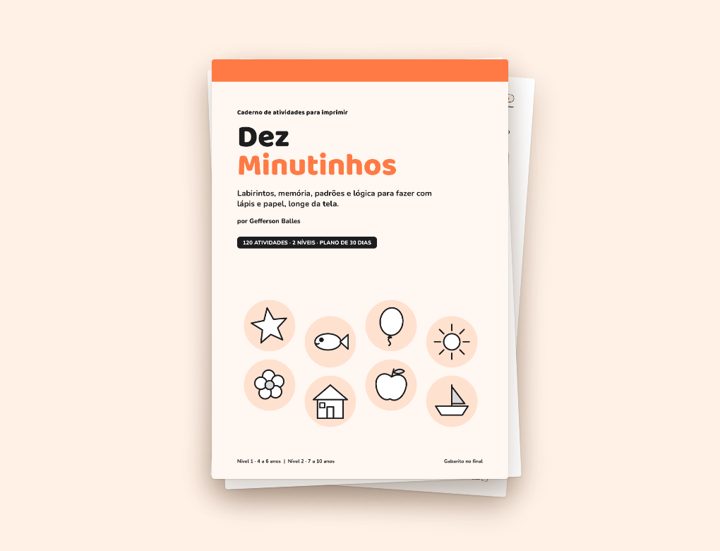 Caderno de atividades para imprimir
Dez
Minutinhos
Labirintos, memória, padrões e lógica para fazer com
lápis e papel, longe da tela.
por Gefferson Balles
120 ATIVIDADES · 2 NÍVEIS · PLANO DE 30 DIAS
Nível 1 · 4 a 6 anos | Nível 2 · 7 a 10 anos
Gabarito no final